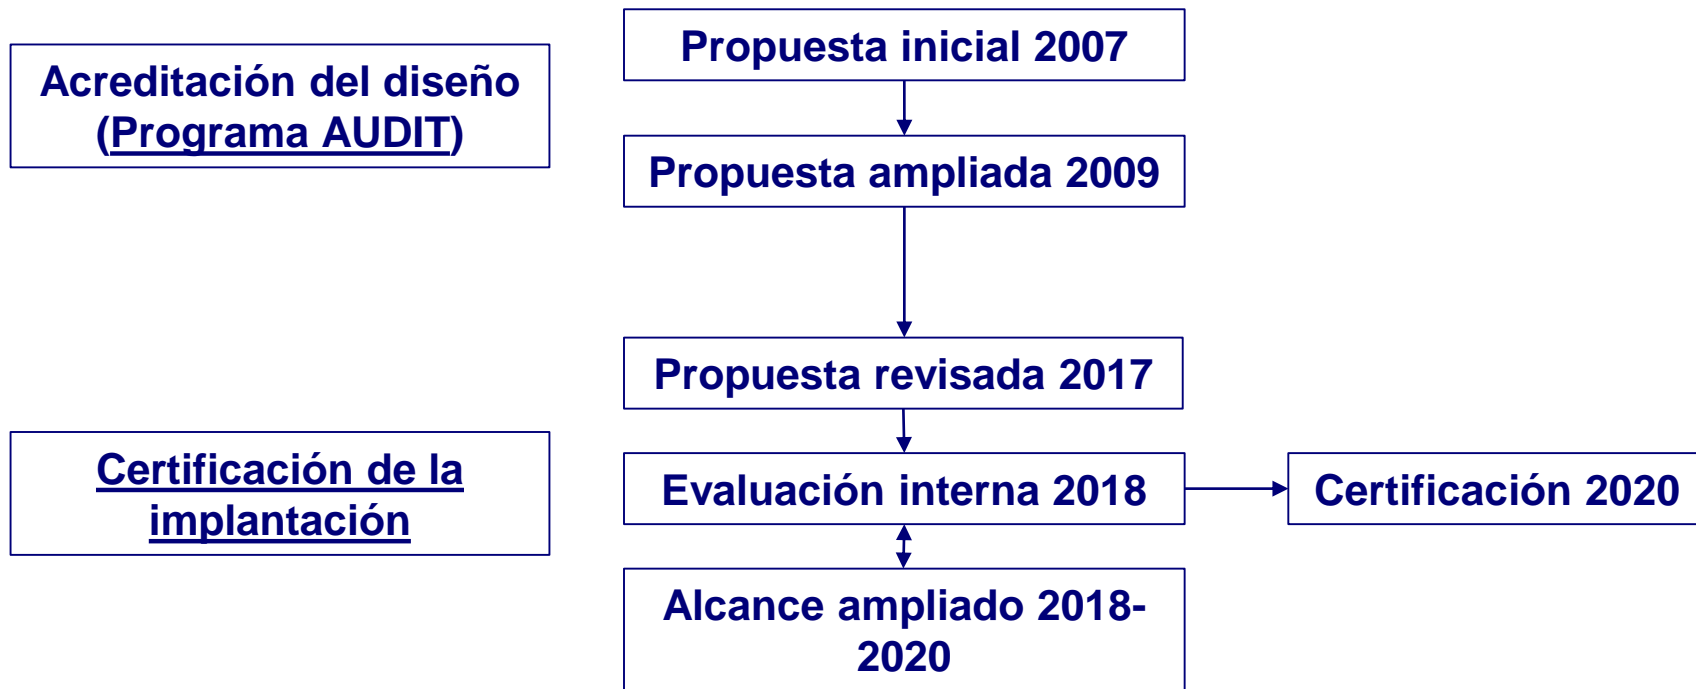 Propuesta inicial 2007
Acreditación del diseño
(Programa AUDIT)
Propuesta ampliada 2009
Propuesta revisada 2017
Certificación de la
implantación
Evaluación interna 2018
Certificación 2020
Alcance ampliado 2018-
2020